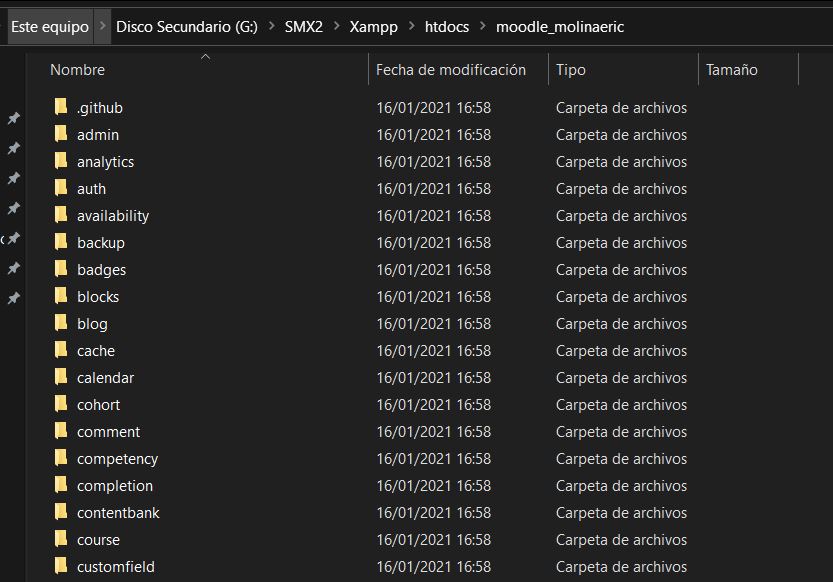 Este equipo > Disco Secundario (G:) > SMX2 > Xampp > htdocs > moodle_molinaeric
Nombre Fecha de modificación Tipo Tamaño
.github 16/01/2021 16:58 Carpeta de archivos
admin 16/01/2021 16:58 Carpeta de archivos
analytics 16/01/2021 16:58 Carpeta de archivos
auth 16/01/2021 16:58 Carpeta de archivos
availability 16/01/2021 16:58 Carpeta de archivos
backup 16/01/2021 16:58 Carpeta de archivos
badges 16/01/2021 16:58 Carpeta de archivos
blocks 16/01/2021 16:58 Carpeta de archivos
blog 16/01/2021 16:58 Carpeta de archivos
cache 16/01/2021 16:58 Carpeta de archivos
calendar 16/01/2021 16:58 Carpeta de archivos
cohort 16/01/2021 16:58 Carpeta de archivos
comment 16/01/2021 16:58 Carpeta de archivos
competency 16/01/2021 16:58 Carpeta de archivos
completion 16/01/2021 16:58 Carpeta de archivos
contentbank 16/01/2021 16:58 Carpeta de archivos
course 16/01/2021 16:58 Carpeta de archivos
customfield 16/01/2021 16:58 Carpeta de archivos